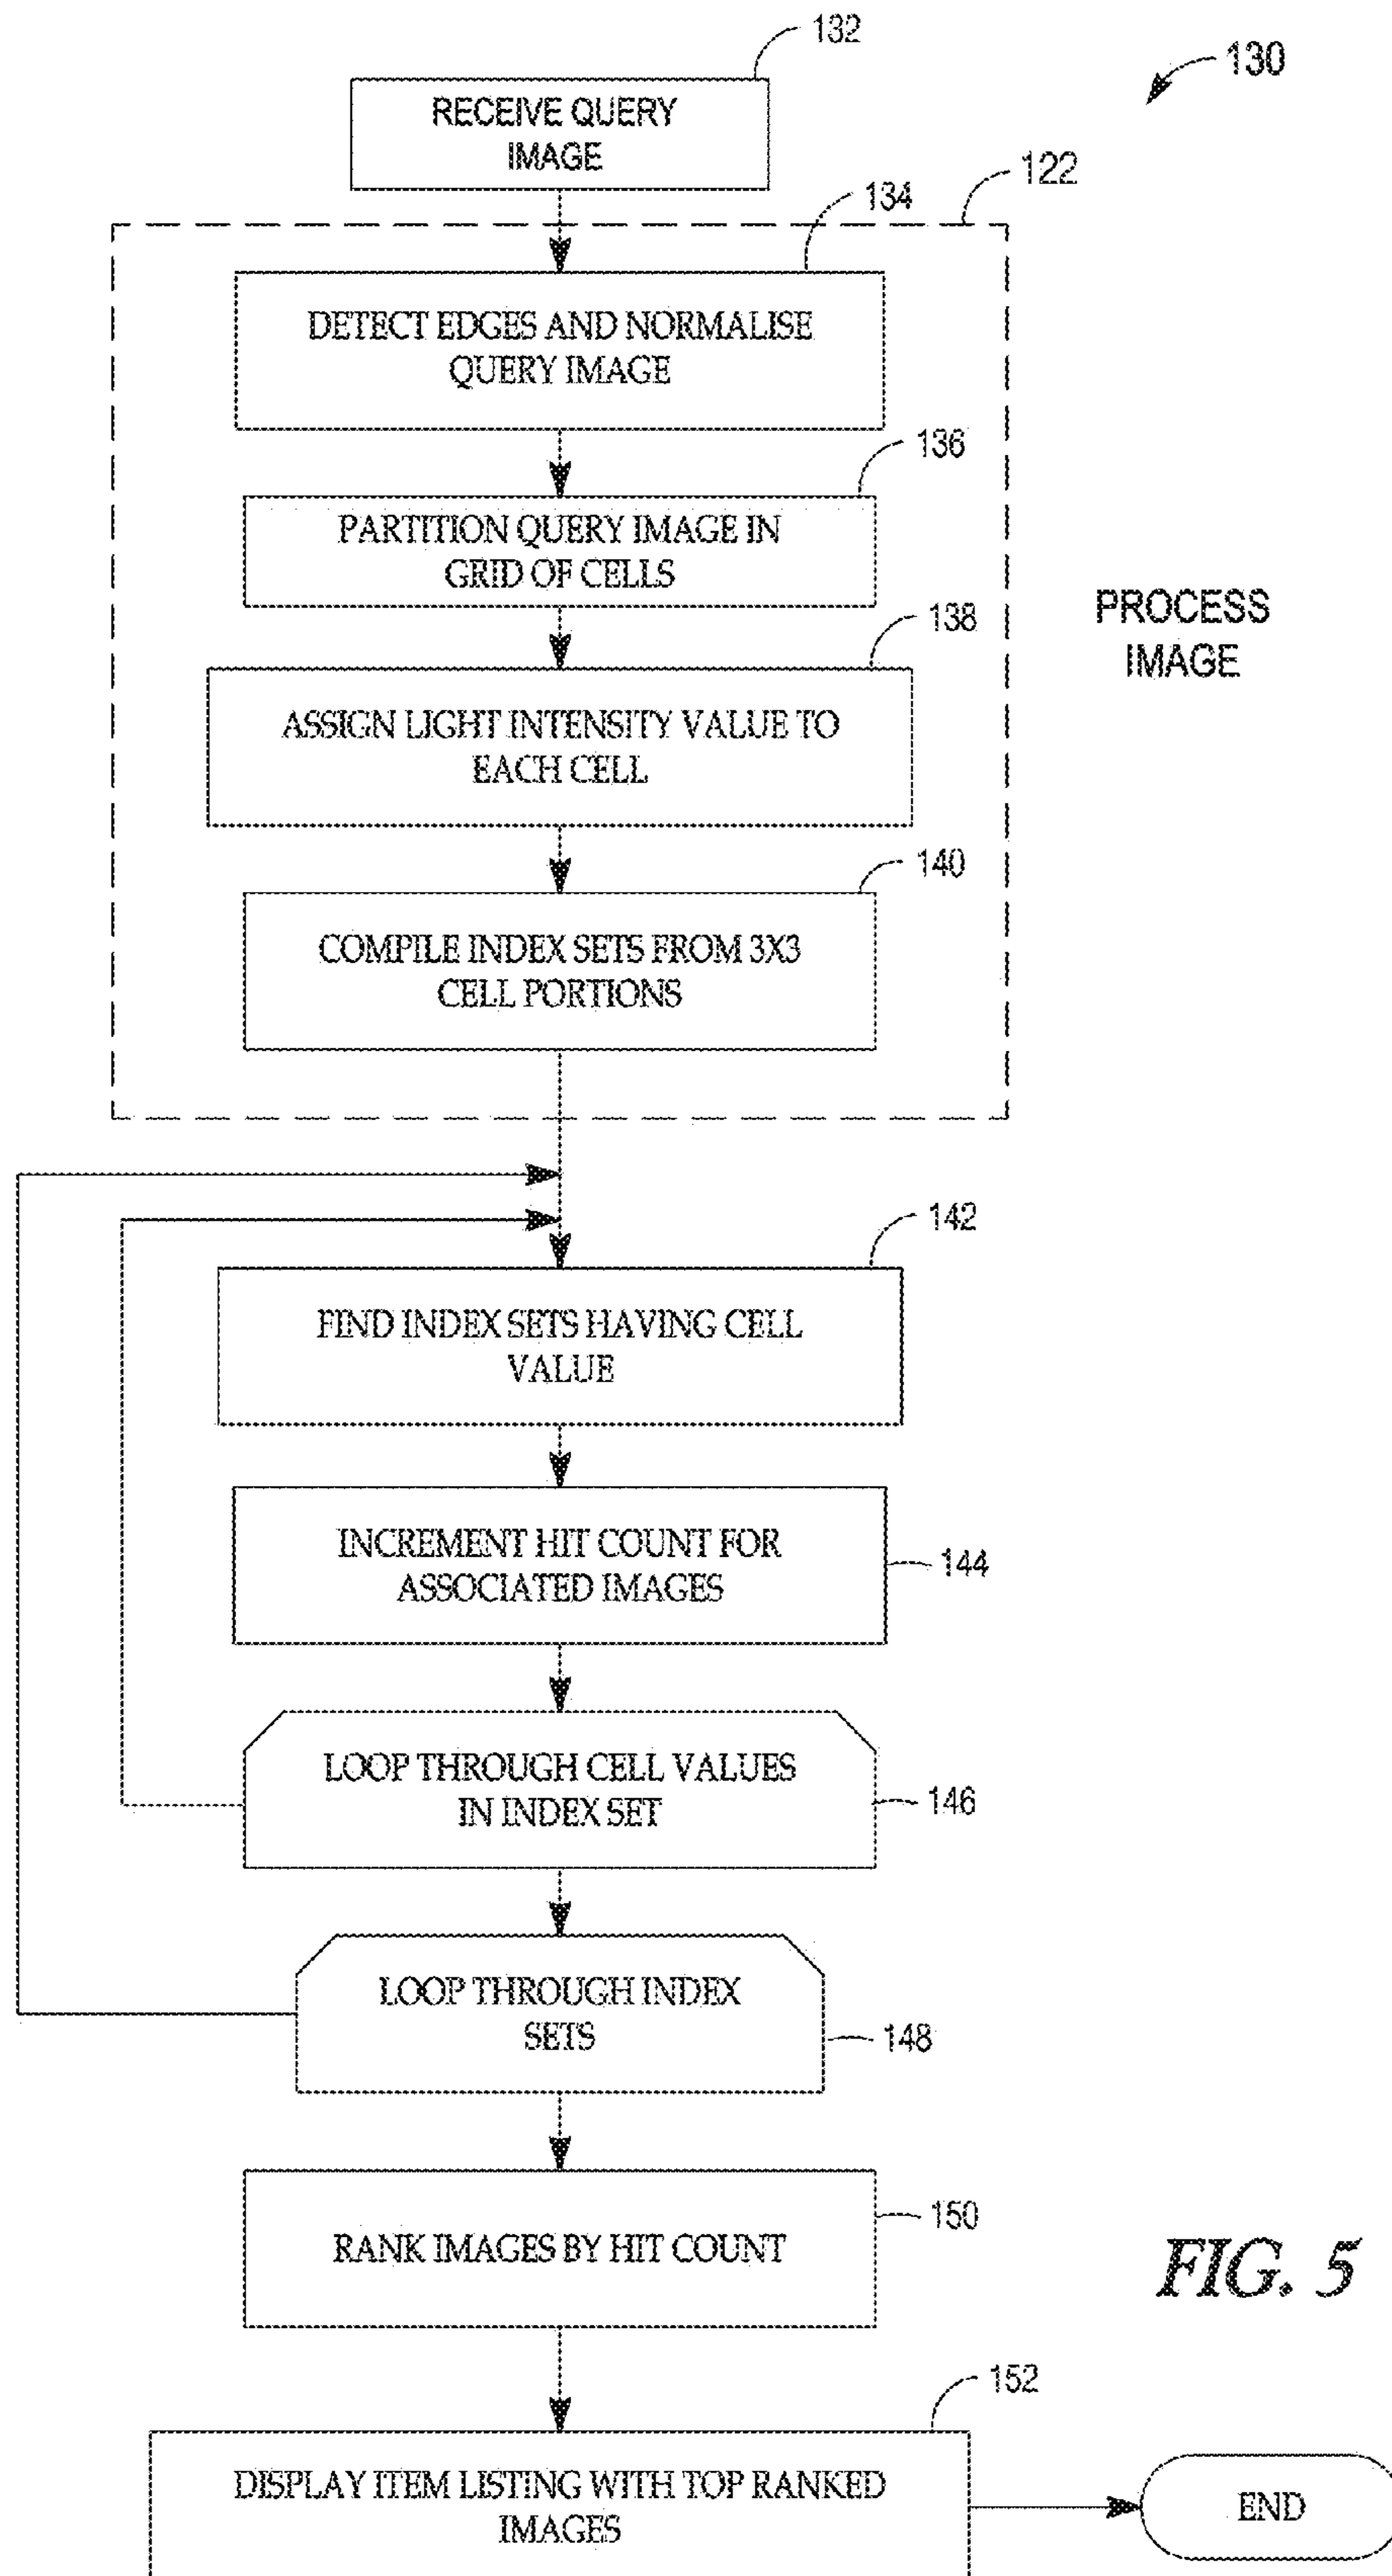 132
130
RECEIVE QUERY
IMAGE
122
134
DETECT EDGES AND NORMALISE
QUERY IMAGE
136
PARTITION QUERY IMAGE IN
GRID OF CELLS
PROCESS
IMAGE
138
ASSIGN LIGHT INTENSITY VALUE TO
EACH CELL
140
COMPILE INDEX SETS FROM 3X3
CELL PORTIONS
142
FIND INDEX SETS HAVING CELL
VALUE
INCREMENT HIT COUNT FOR
ASSOCIATED IMAGES
144
LOOP THROUGH CELL VALUES
IN INDEX SET
146
LOOP THROUGH INDEX
SETS
148
150
RANK IMAGES BY HIT COUNT
FIG. 5
152
DISPLAY ITEM LISTING WITH TOP RANKED
IMAGES
END